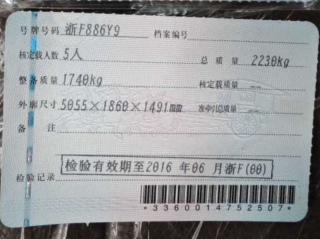 号牌号码 浙F886Y9 档案编号
核定载人数 5人 总质量 2230kg
整备质量 1740kg 核定载质量 --
外廓尺寸 5055×1860×1491mm 准牵引总质量 --
备注
检验有效期至2016年06月浙F(00)
检验记录
*3360014752507*